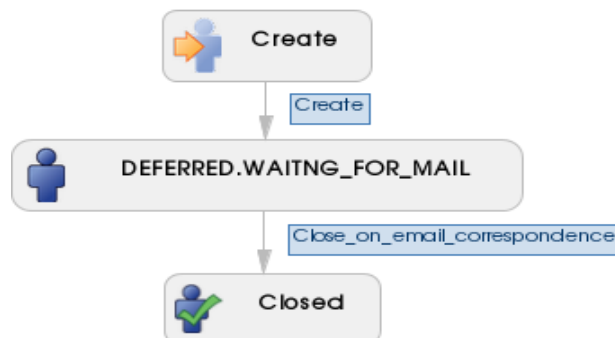 Create
Create
DEFERRED.WAITNG_FOR_MAIL
Close_on_email_correspondence
Closed